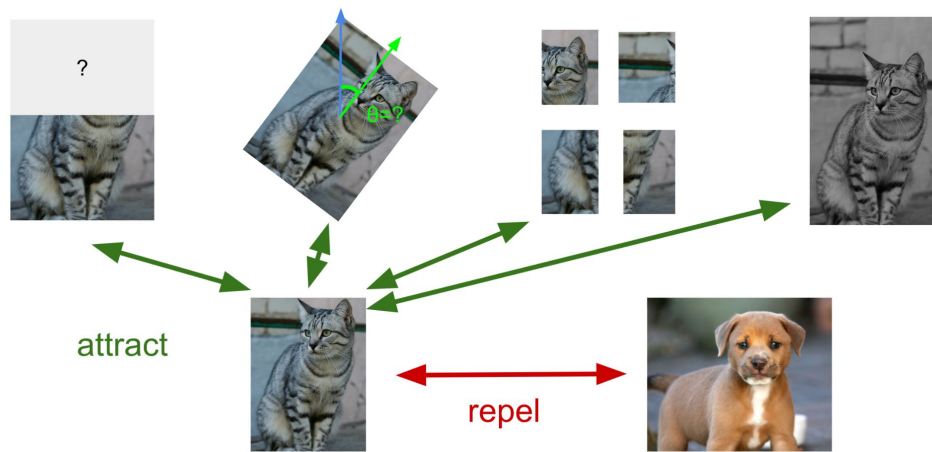 ?
θ=?
attract
repel